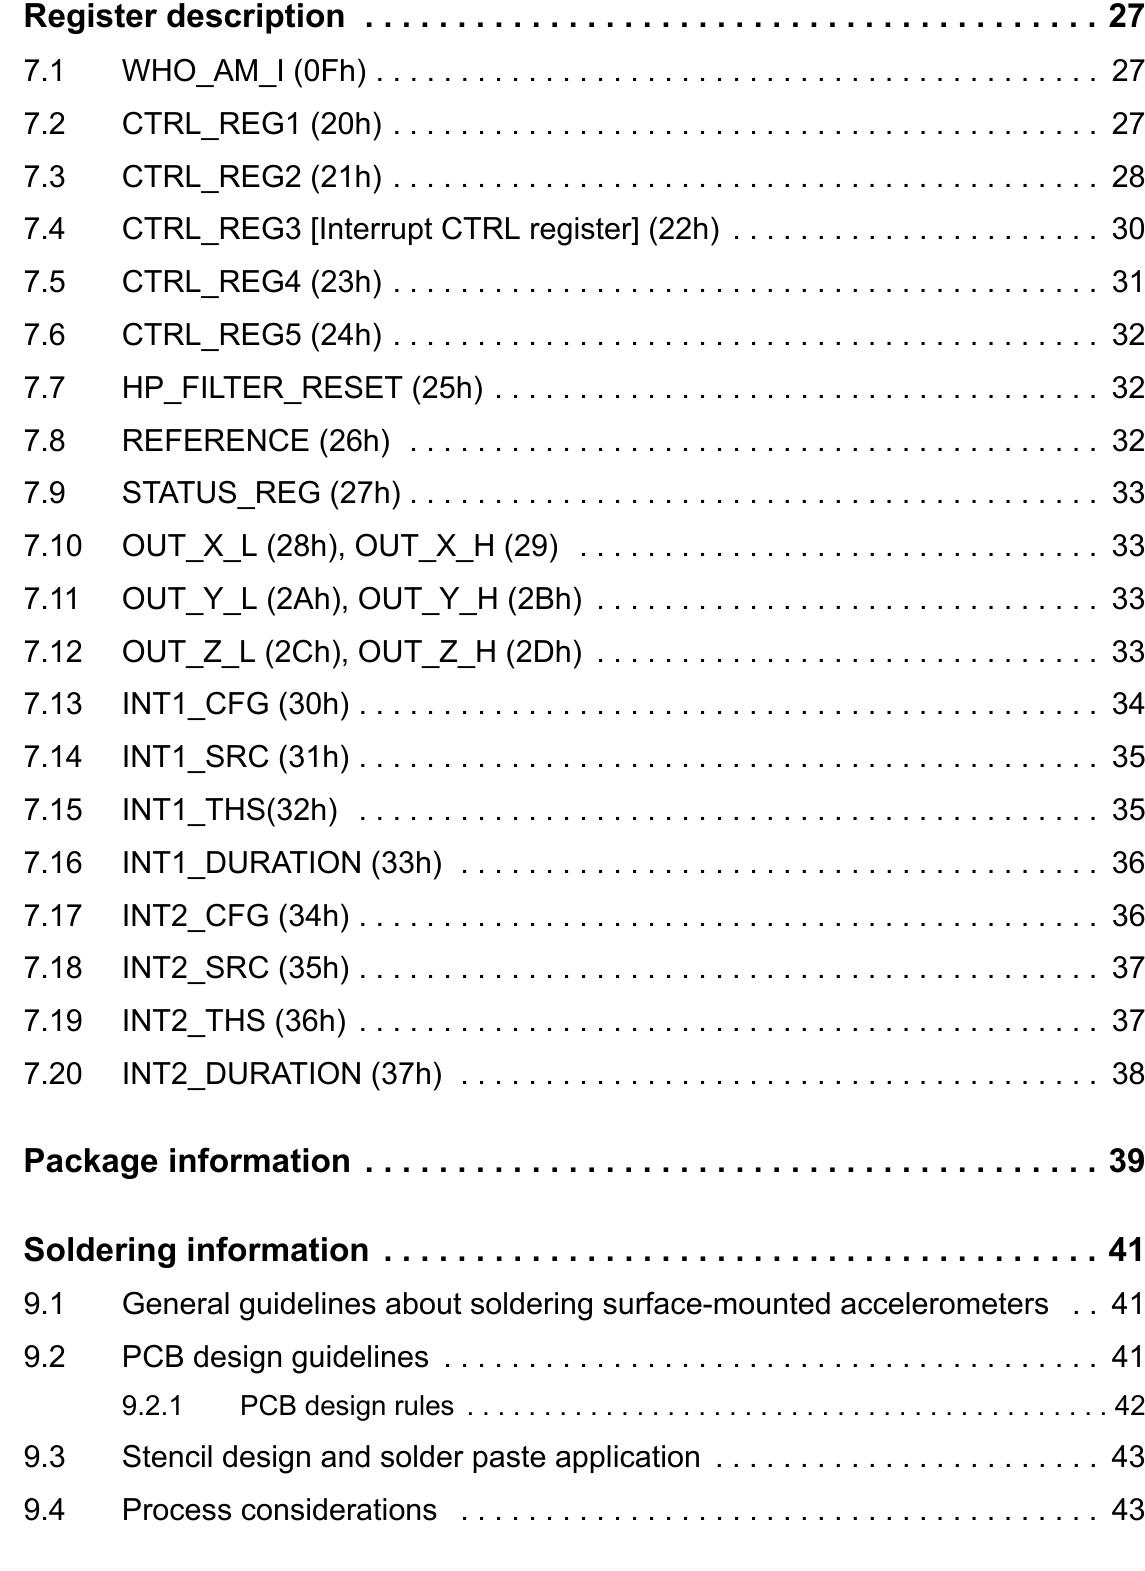 Register description . . . . . . . . . . . . . . . . . . . . . . . . . . . . . . . . . . . . . . . . 27
7.1 WHO_AM_I (0Fh) . . . . . . . . . . . . . . . . . . . . . . . . . . . . . . . . . . . . . . . . . . . 27
7.2 CTRL_REG1 (20h) . . . . . . . . . . . . . . . . . . . . . . . . . . . . . . . . . . . . . . . . . . 27
7.3 CTRL_REG2 (21h) . . . . . . . . . . . . . . . . . . . . . . . . . . . . . . . . . . . . . . . . . . 28
7.4 CTRL_REG3 [Interrupt CTRL register] (22h) . . . . . . . . . . . . . . . . . . . . . . 30
7.5 CTRL_REG4 (23h) . . . . . . . . . . . . . . . . . . . . . . . . . . . . . . . . . . . . . . . . . . 31
7.6 CTRL_REG5 (24h) . . . . . . . . . . . . . . . . . . . . . . . . . . . . . . . . . . . . . . . . . . 32
7.7 HP_FILTER_RESET (25h) . . . . . . . . . . . . . . . . . . . . . . . . . . . . . . . . . . . . 32
7.8 REFERENCE (26h) . . . . . . . . . . . . . . . . . . . . . . . . . . . . . . . . . . . . . . . . . 32
7.9 STATUS_REG (27h) . . . . . . . . . . . . . . . . . . . . . . . . . . . . . . . . . . . . . . . . . 33
7.10 OUT_X_L (28h), OUT_X_H (29) . . . . . . . . . . . . . . . . . . . . . . . . . . . . . . . 33
7.11 OUT_Y_L (2Ah), OUT_Y_H (2Bh) . . . . . . . . . . . . . . . . . . . . . . . . . . . . . . 33
7.12 OUT_Z_L (2Ch), OUT_Z_H (2Dh) . . . . . . . . . . . . . . . . . . . . . . . . . . . . . . 33
7.13 INT1_CFG (30h) . . . . . . . . . . . . . . . . . . . . . . . . . . . . . . . . . . . . . . . . . . . . 34
7.14 INT1_SRC (31h) . . . . . . . . . . . . . . . . . . . . . . . . . . . . . . . . . . . . . . . . . . . . 35
7.15 INT1_THS(32h) . . . . . . . . . . . . . . . . . . . . . . . . . . . . . . . . . . . . . . . . . . . . 35
7.16 INT1_DURATION (33h) . . . . . . . . . . . . . . . . . . . . . . . . . . . . . . . . . . . . . . 36
7.17 INT2_CFG (34h) . . . . . . . . . . . . . . . . . . . . . . . . . . . . . . . . . . . . . . . . . . . . 36
7.18 INT2_SRC (35h) . . . . . . . . . . . . . . . . . . . . . . . . . . . . . . . . . . . . . . . . . . . . 37
7.19 INT2_THS (36h) . . . . . . . . . . . . . . . . . . . . . . . . . . . . . . . . . . . . . . . . . . . . 37
7.20 INT2_DURATION (37h) . . . . . . . . . . . . . . . . . . . . . . . . . . . . . . . . . . . . . . 38
Package information . . . . . . . . . . . . . . . . . . . . . . . . . . . . . . . . . . . . . . . . 39
Soldering information . . . . . . . . . . . . . . . . . . . . . . . . . . . . . . . . . . . . . . . 41
9.1 General guidelines about soldering surface-mounted accelerometers . . 41
9.2 PCB design guidelines . . . . . . . . . . . . . . . . . . . . . . . . . . . . . . . . . . . . . . . 41
9.2.1 PCB design rules . . . . . . . . . . . . . . . . . . . . . . . . . . . . . . . . . . . . . . . . . . 42
9.3 Stencil design and solder paste application . . . . . . . . . . . . . . . . . . . . . . . 43
9.4 Process considerations . . . . . . . . . . . . . . . . . . . . . . . . . . . . . . . . . . . . . . 43